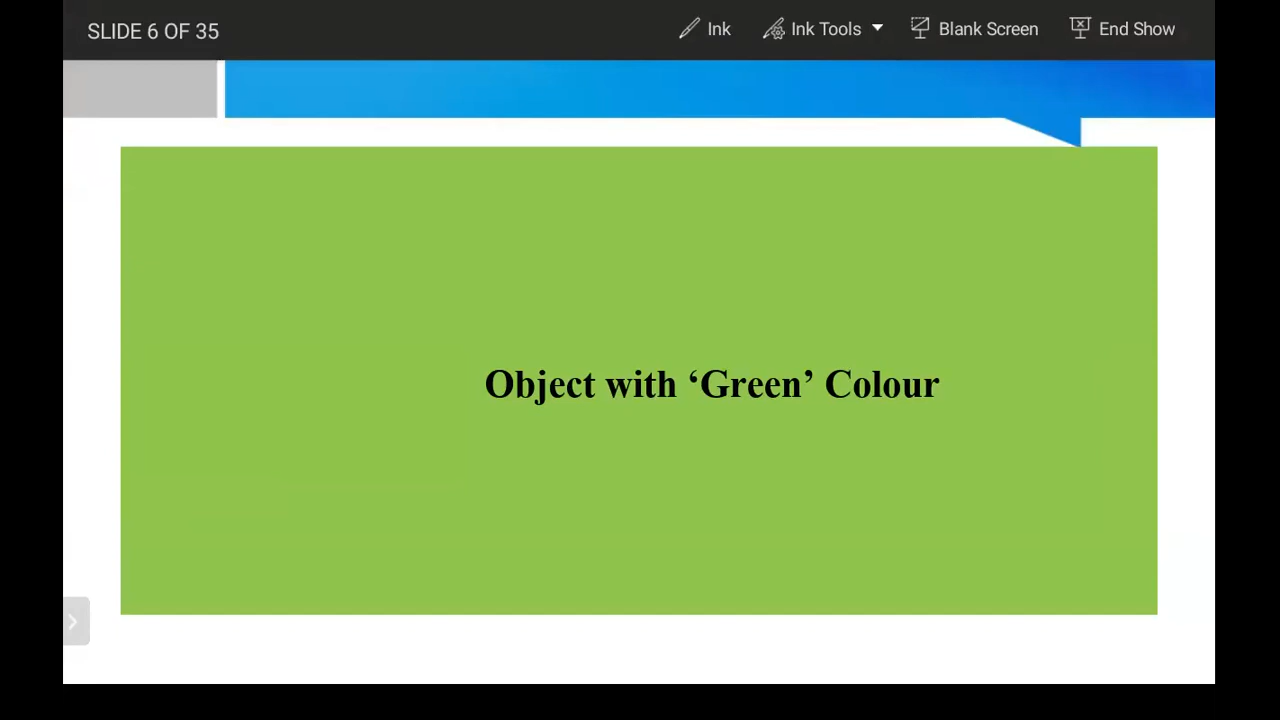 SLIDE 6 OF 35
Ink
Ink Tools
Blank Screen
End Show
Object with ‘Green’ Colour